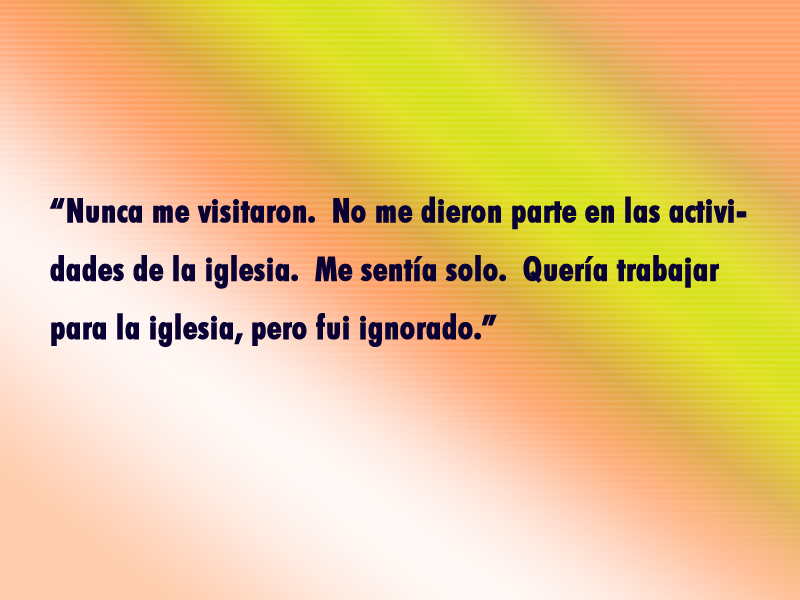 “Nunca me visitaron.  No me dieron parte en las activi-
dades de la iglesia.  Me sentía solo.  Quería trabajar
para la iglesia, pero fui ignorado.”